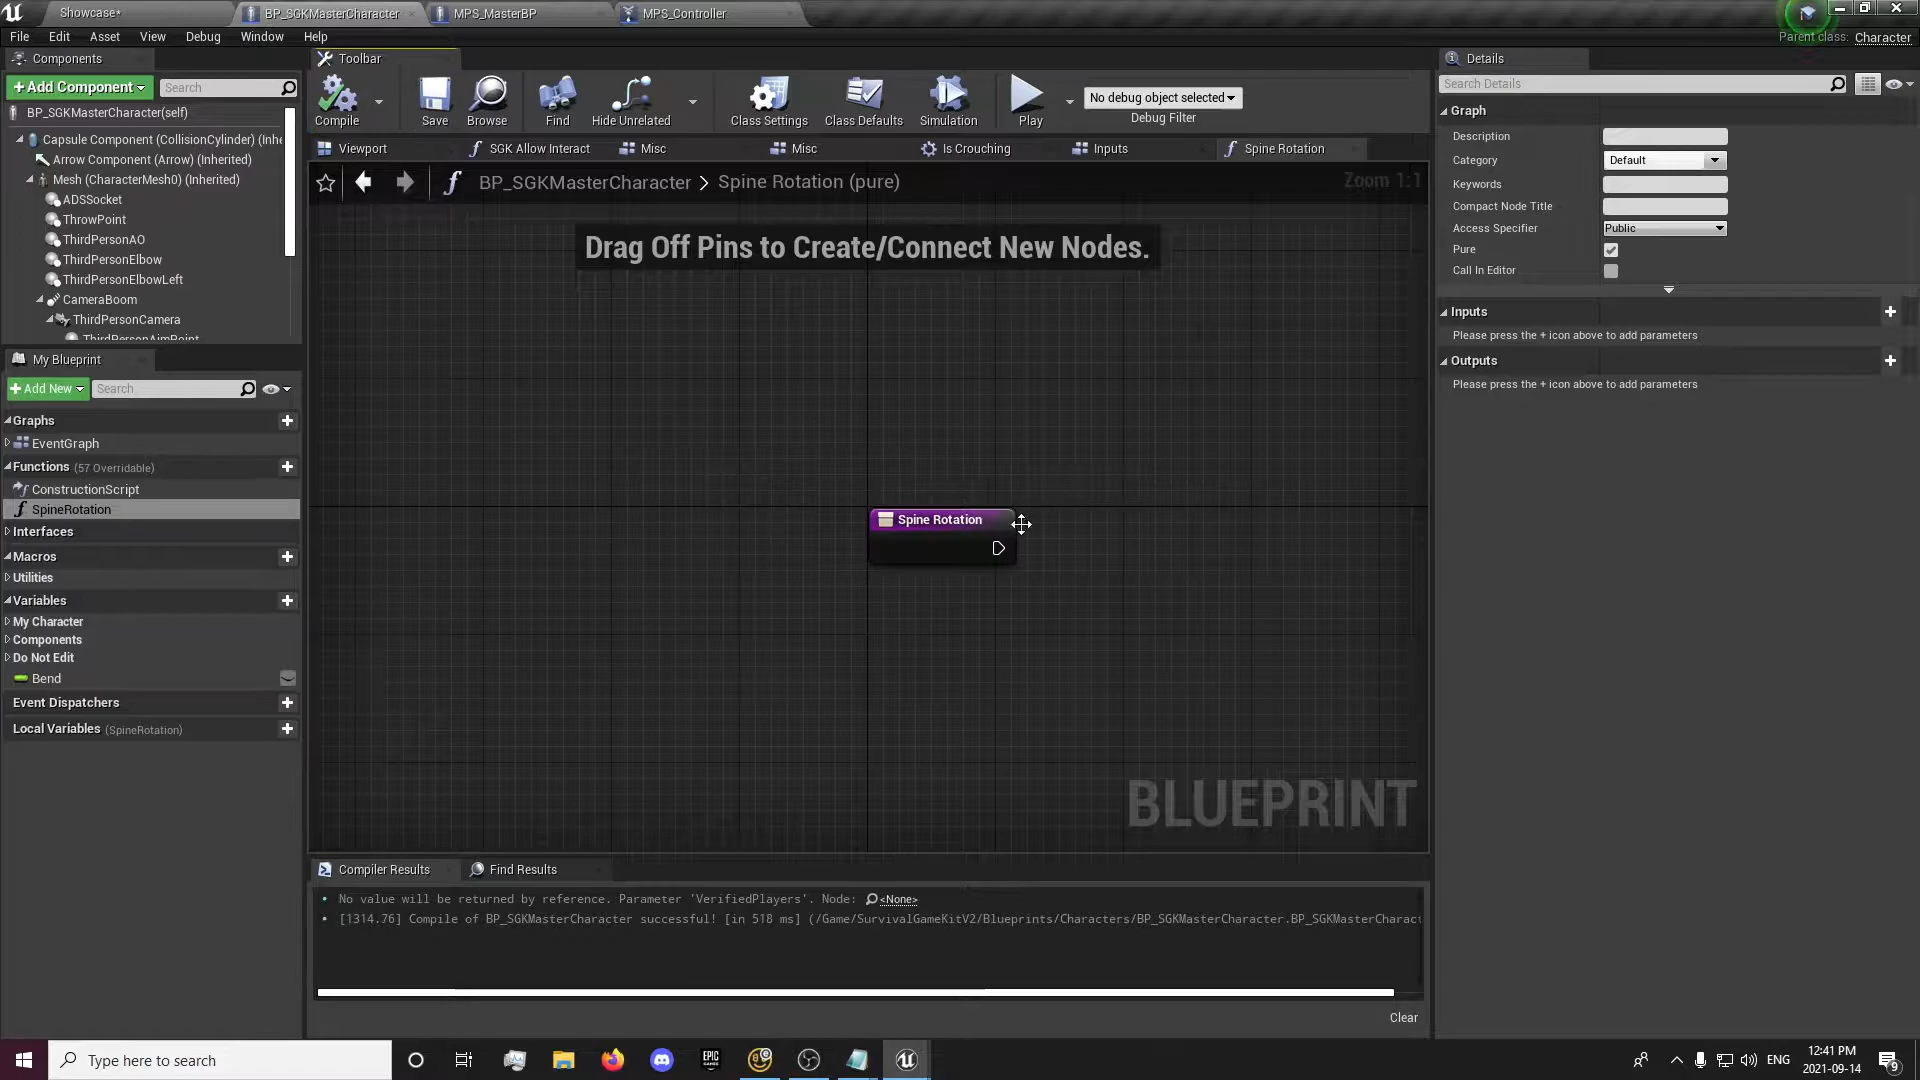 Showcase*
BP_SGKMasterCharacter
MPS_MasterBP
MPS_Controller
File Edit Asset View Debug Window Help
Parent class: Character
Components
+Add Component
Search
BP_SGKMasterCharacter(self)
Capsule Component (CollisionCylinder) (Inhe
Arrow Component (Arrow) (Inherited)
Mesh (CharacterMesh0) (Inherited)
ADSSocket
ThrowPoint
ThirdPersonAO
ThirdPersonElbow
ThirdPersonElbowLeft
CameraBoom
ThirdPersonCamera
ThirdPersonAimPoint
My Blueprint
+Add New
Search
Graphs
EventGraph
Functions (57 Overridable)
ConstructionScript
SpineRotation
Interfaces
Macros
Utilities
Variables
My Character
Components
Do Not Edit
Bend
Event Dispatchers
Local Variables (SpineRotation)
Toolbar
Compile
Save
Browse
Find
Hide Unrelated
Class Settings
Class Defaults
Simulation
Play
No debug object selected
Debug Filter
Viewport
SGK Allow Interact
Misc
Misc
Is Crouching
Inputs
Spine Rotation
BP_SGKMasterCharacter > Spine Rotation (pure)
Zoom 1:1
Drag Off Pins to Create/Connect New Nodes.
Spine Rotation
BLUEPRINT
Compiler Results
Find Results
No value will be returned by reference. Parameter 'VerifiedPlayers'. Node: <None>
[1314.76] Compile of BP_SGKMasterCharacter successful! [in 518 ms] (/Game/SurvivalGameKitV2/Blueprints/Characters/BP_SGKMasterCharacter.BP_SGKMasterCharact
Clear
Details
Search Details
Graph
Description
Category
Default
Keywords
Compact Node Title
Access Specifier
Public
Pure
Call In Editor
Inputs
Please press the + icon above to add parameters
Outputs
Please press the + icon above to add parameters
Type here to search
EPIC GAMES
ENG
12:41 PM
2021-09-14
9